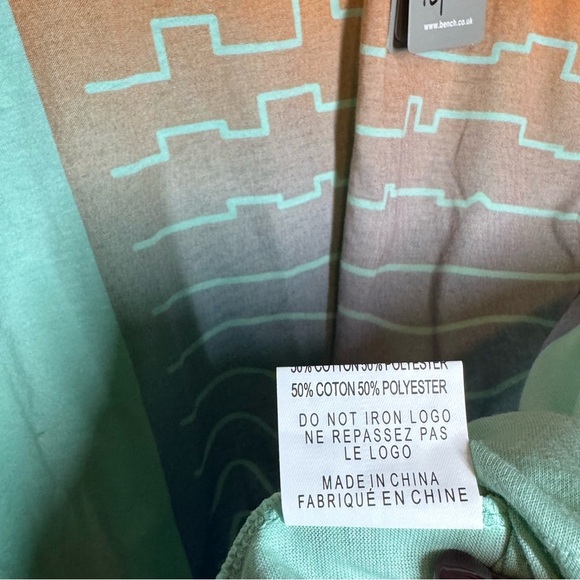 www.bench.co.uk
50% COTTON 50% POLYESTER
50% COTON 50% POLYESTER
DO NOT IRON LOGO
NE REPASSEZ PAS
LE LOGO
MADE IN CHINA
FABRIQUÉ EN CHINE